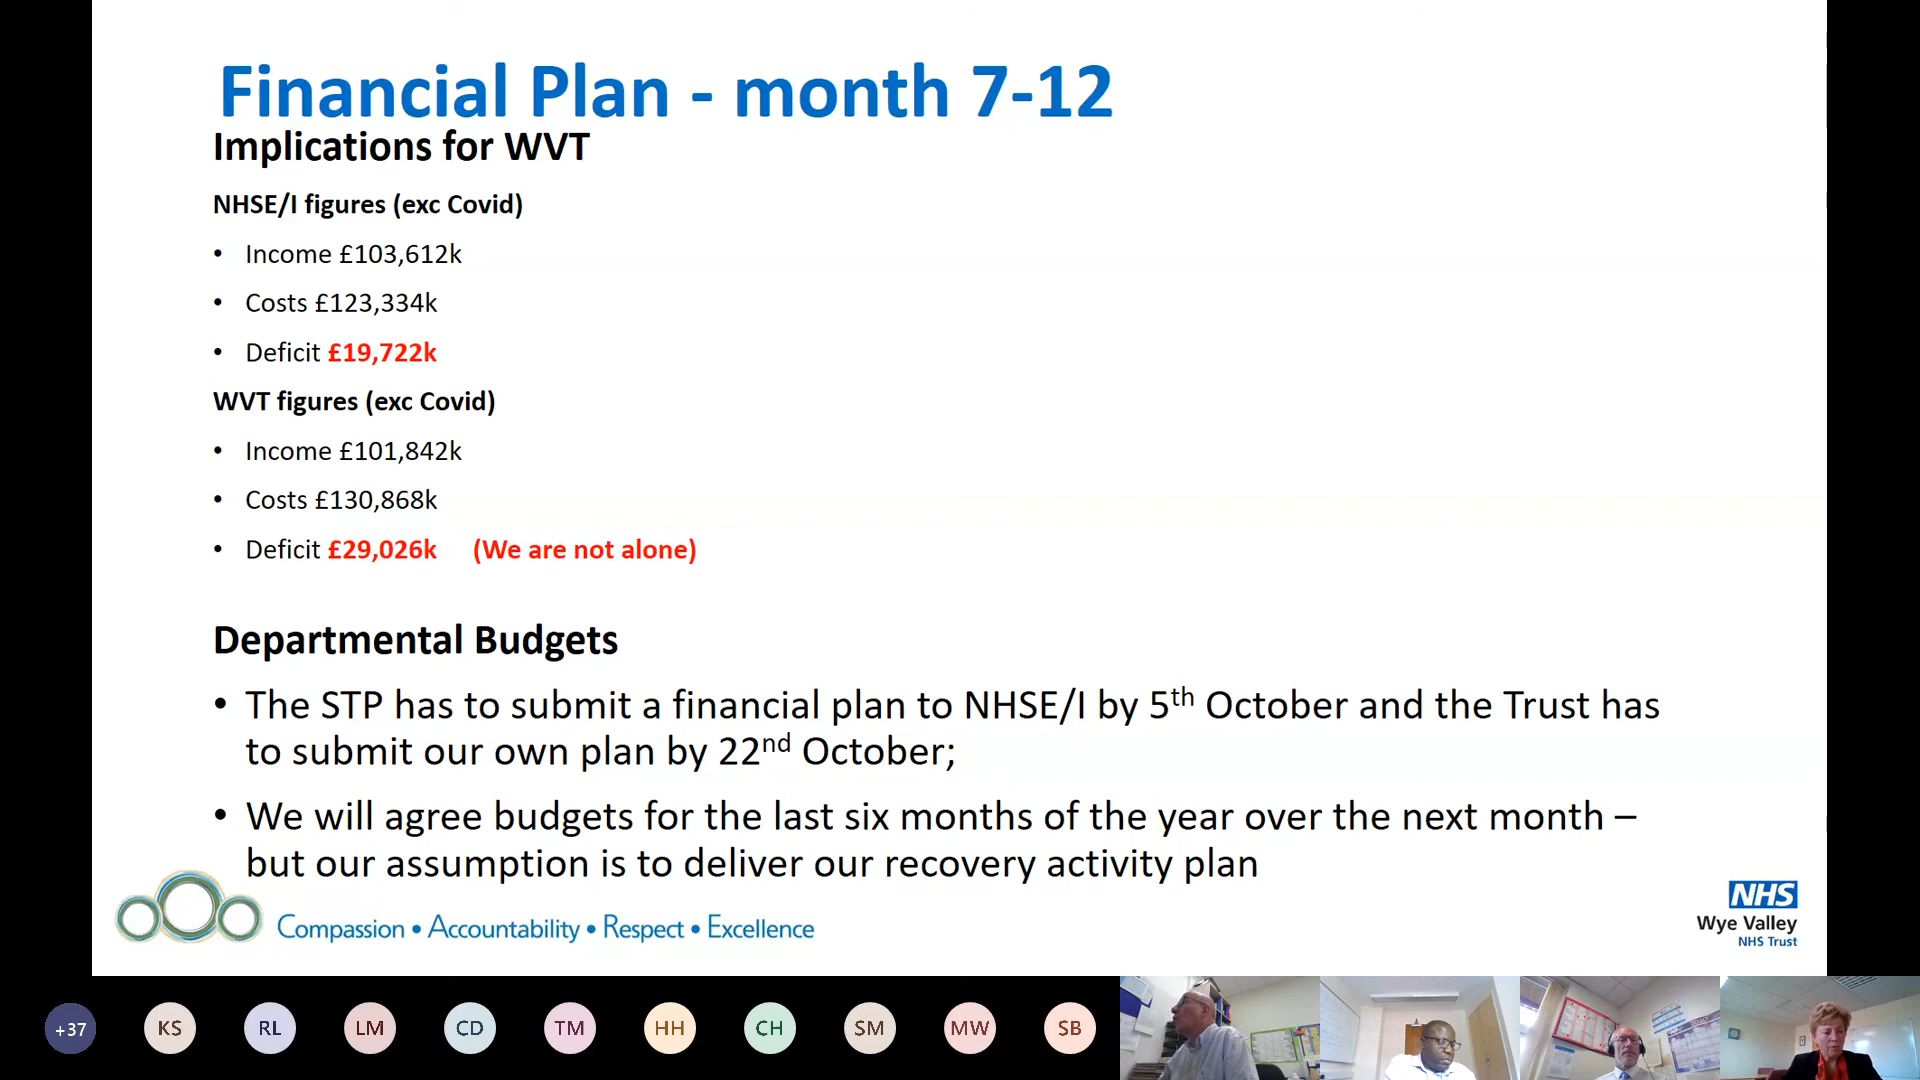 Financial Plan - month 7-12
Implications for WVT
NHSE/I figures (exc Covid)
• Income £103,612k
• Costs £123,334k
• Deficit £19,722k
WVT figures (exc Covid)
• Income £101,842k
• Costs £130,868k
• Deficit £29,026k (We are not alone)
Departmental Budgets
• The STP has to submit a financial plan to NHSE/I by 5th October and the Trust has
to submit our own plan by 22nd October;
• We will agree budgets for the last six months of the year over the next month –
but our assumption is to deliver our recovery activity plan
Compassion • Accountability • Respect • Excellence
NHS
Wye Valley
NHS Trust
+37 KS RL LM CD TM HH CH SM MW SB